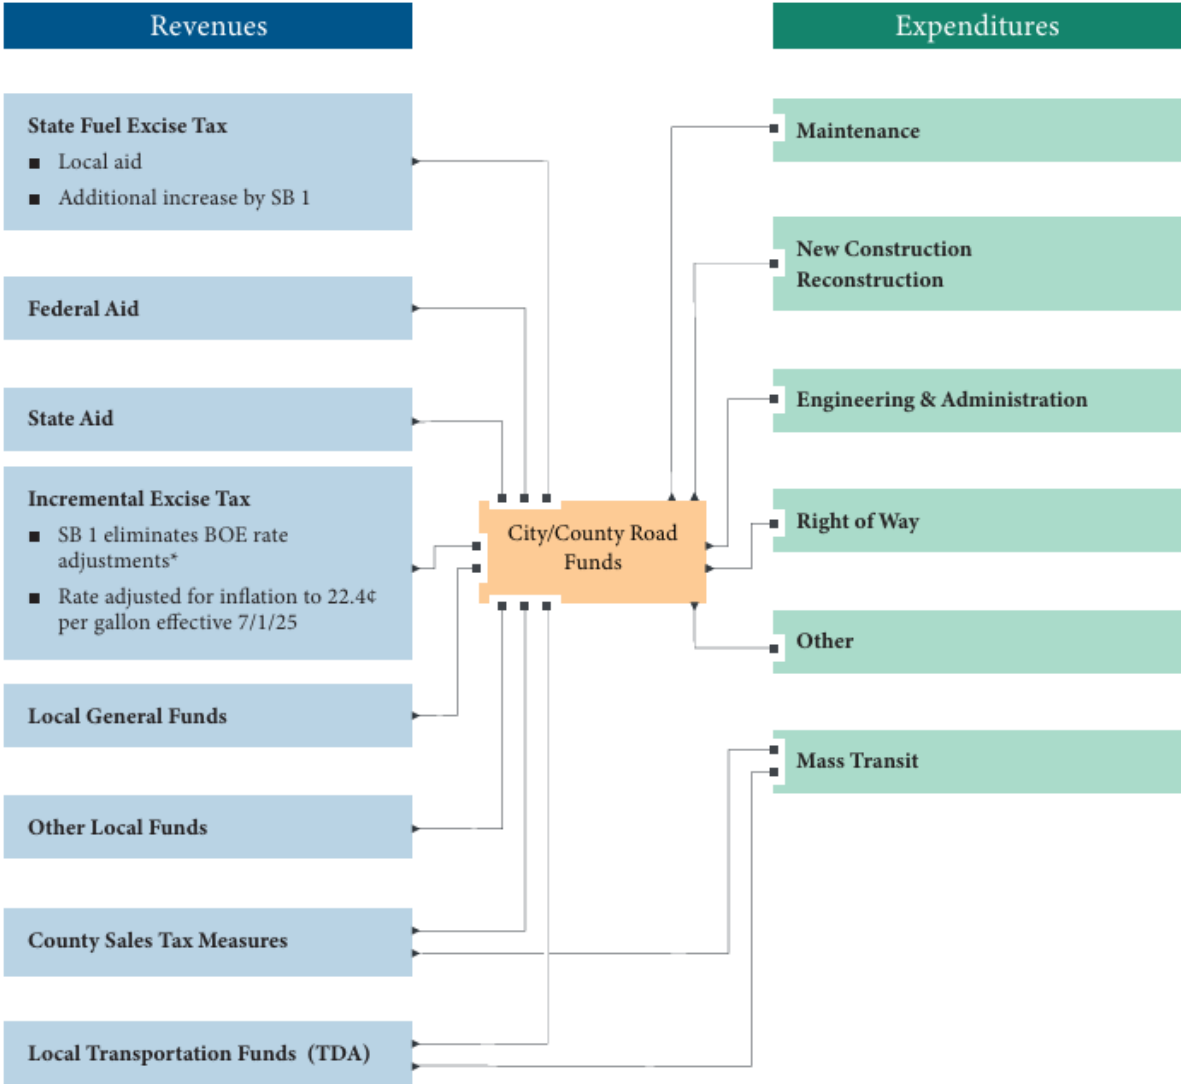 Revenues
Expenditures
State Fuel Excise Tax
■ Local aid
■ Additional increase by SB 1
Federal Aid
State Aid
Incremental Excise Tax
■ SB 1 eliminates BOE rate
adjustments*
■ Rate adjusted for inflation to 22.4¢
per gallon effective 7/1/25
Local General Funds
Other Local Funds
County Sales Tax Measures
Local Transportation Funds (TDA)
City/County Road
Funds
Maintenance
New Construction
Reconstruction
Engineering & Administration
Right of Way
Other
Mass Transit